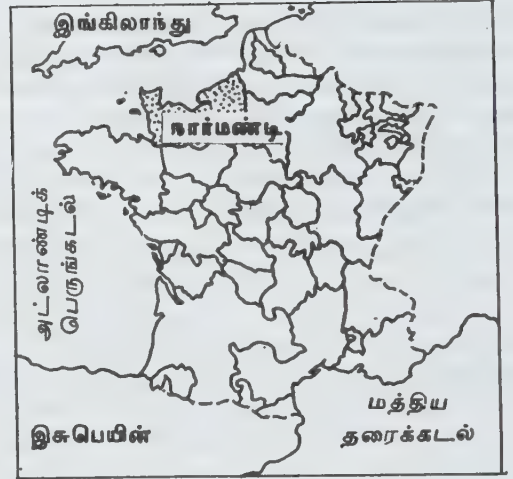 இங்கிலாந்து
நார்மண்டி
அட்லாண்டிக்
பெருங்கடல்
இசுபெயின்
மத்திய
தரைக்கடல்